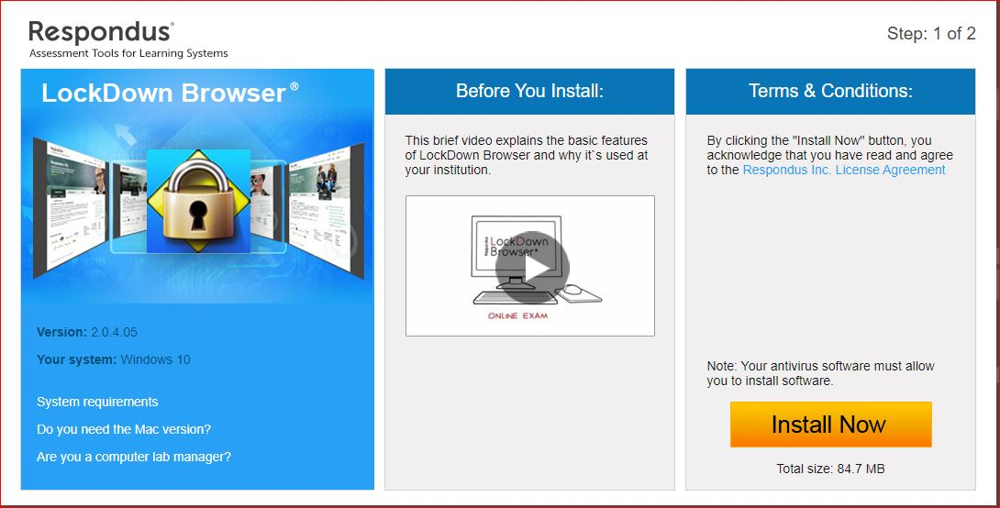 Respondus®
Assessment Tools for Learning Systems
Step: 1 of 2
LockDown Browser®
Version: 2.0.4.05
Your system: Windows 10
System requirements
Do you need the Mac version?
Are you a computer lab manager?
Before You Install:
This brief video explains the basic features
of LockDown Browser and why it`s used at
your institution.
Respondus
LockDown
Browser
ONLINE EXAM
Terms & Conditions:
By clicking the "Install Now" button, you
acknowledge that you have read and agree
to the Respondus Inc. License Agreement
Note: Your antivirus software must allow
you to install software.
Install Now
Total size: 84.7 MB